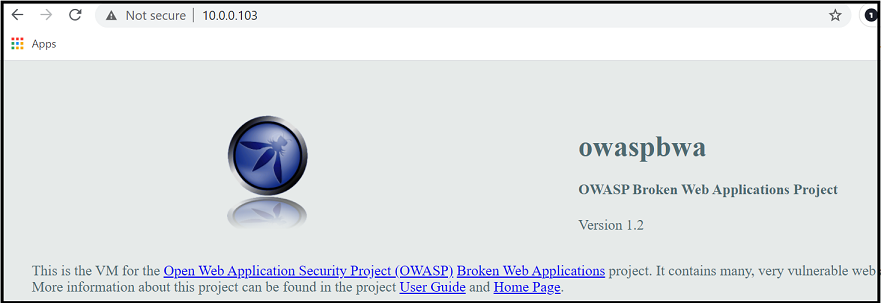 Not secure | 10.0.0.103
1
Apps
owaspbwa
OWASP Broken Web Applications Project
Version 1.2
This is the VM for the Open Web Application Security Project (OWASP) Broken Web Applications project. It contains many, very vulnerable web
More information about this project can be found in the project User Guide and Home Page.